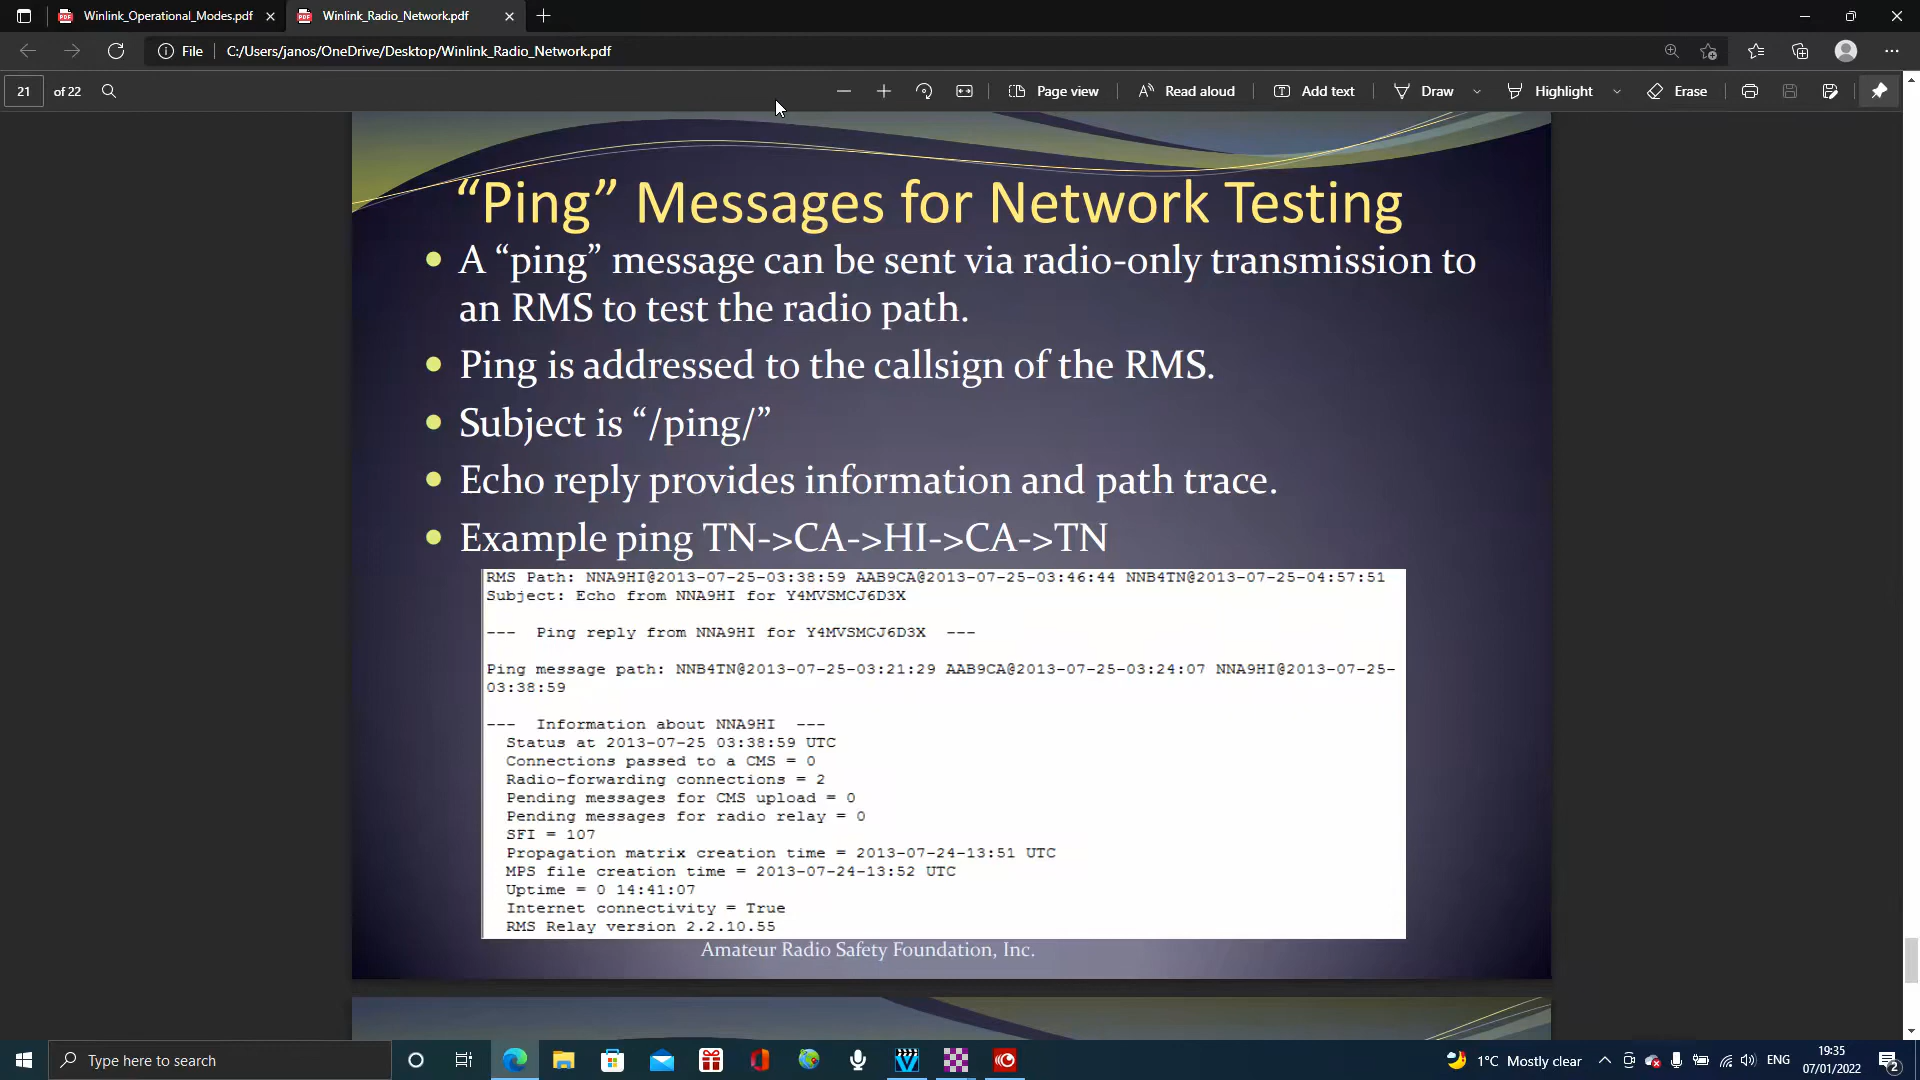 Winlink_Operational_Modes.pdf
Winlink_Radio_Network.pdf
File
C:/Users/janos/OneDrive/Desktop/Winlink_Radio_Network.pdf
21 of 22
Page view
Read aloud
Add text
Draw
Highlight
Erase
“Ping” Messages for Network Testing
A “ping” message can be sent via radio-only transmission to
an RMS to test the radio path.
Ping is addressed to the callsign of the RMS.
Subject is “/ping/”
Echo reply provides information and path trace.
Example ping TN->CA->HI->CA->TN
RMS Path: NNA9HI@2013-07-25-03:38:59 AAB9CA@2013-07-25-03:46:44 NNB4TN@2013-07-25-04:57:51
Subject: Echo from NNA9HI for Y4MVSMCJ6D3X
--- Ping reply from NNA9HI for Y4MVSMCJ6D3X ---
Ping message path: NNB4TN@2013-07-25-03:21:29 AAB9CA@2013-07-25-03:24:07 NNA9HI@2013-07-25-
03:38:59
--- Information about NNA9HI ---
Status at 2013-07-25 03:38:59 UTC
Connections passed to a CMS = 0
Radio-forwarding connections = 2
Pending messages for CMS upload = 0
Pending messages for radio relay = 0
SFI = 107
Propagation matrix creation time = 2013-07-24-13:51 UTC
MPS file creation time = 2013-07-24-13:52 UTC
Uptime = 0 14:41:07
Internet connectivity = True
RMS Relay version 2.2.10.55
Amateur Radio Safety Foundation, Inc.
Type here to search
1°C Mostly clear
ENG
19:35
07/01/2022
2